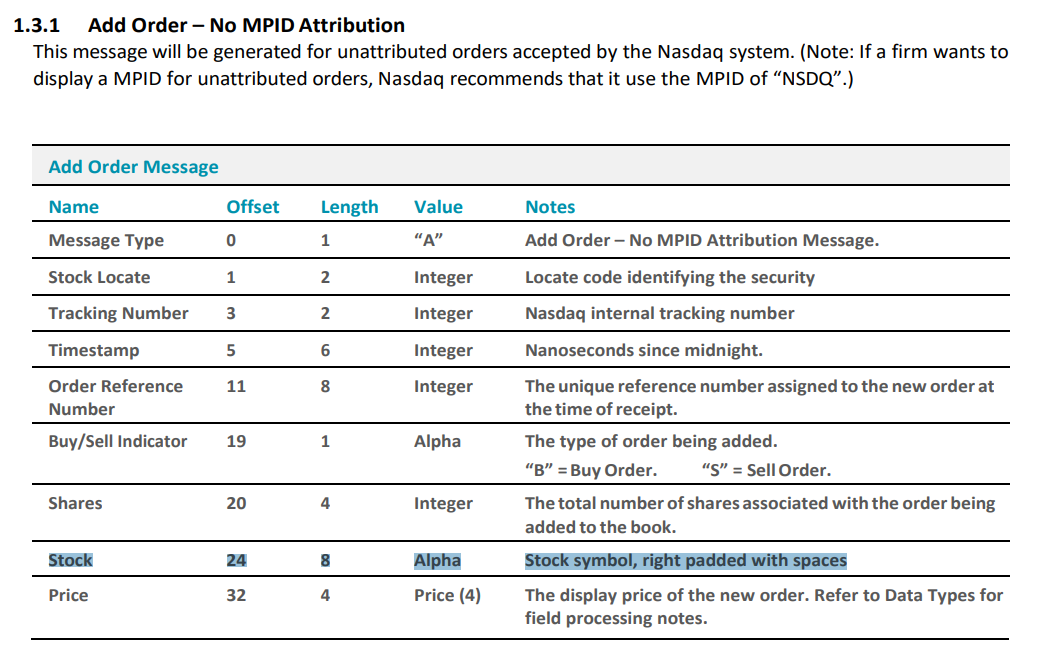 1.3.1 Add Order – No MPID Attribution
This message will be generated for unattributed orders accepted by the Nasdaq system. (Note: If a firm wants to
display a MPID for unattributed orders, Nasdaq recommends that it use the MPID of “NSDQ”.)
Add Order Message
Name Offset Length Value Notes
Message Type 0 1 “A” Add Order – No MPID Attribution Message.
Stock Locate 1 2 Integer Locate code identifying the security
Tracking Number 3 2 Integer Nasdaq internal tracking number
Timestamp 5 6 Integer Nanoseconds since midnight.
Order Reference 11 8 Integer The unique reference number assigned to the new order at
Number the time of receipt.
Buy/Sell Indicator 19 1 Alpha The type of order being added.
“B” = Buy Order. “S” = Sell Order.
Shares 20 4 Integer The total number of shares associated with the order being
added to the book.
Stock 24 8 Alpha Stock symbol, right padded with spaces
Price 32 4 Price (4) The display price of the new order. Refer to Data Types for
field processing notes.